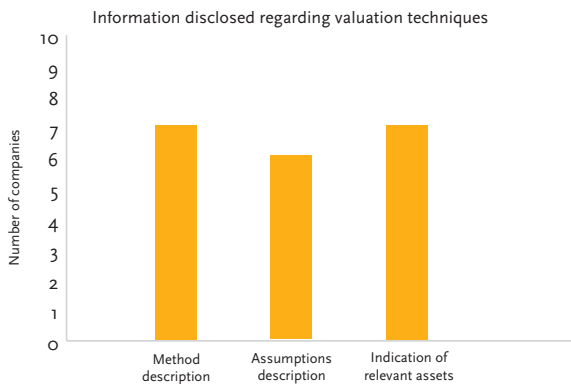 Information disclosed regarding valuation techniques
10
9
8
7
6
5
4
3
2
1
0
Number of companies
Method
description
Assumptions
description
Indication of
relevant assets